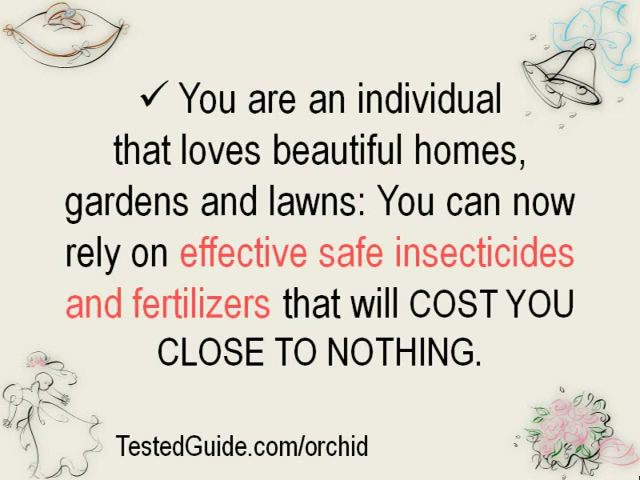 ✓ You are an individual
that loves beautiful homes,
gardens and lawns: You can now
rely on effective safe insecticides
and fertilizers that will COST YOU
CLOSE TO NOTHING.
TestedGuide.com/orchid